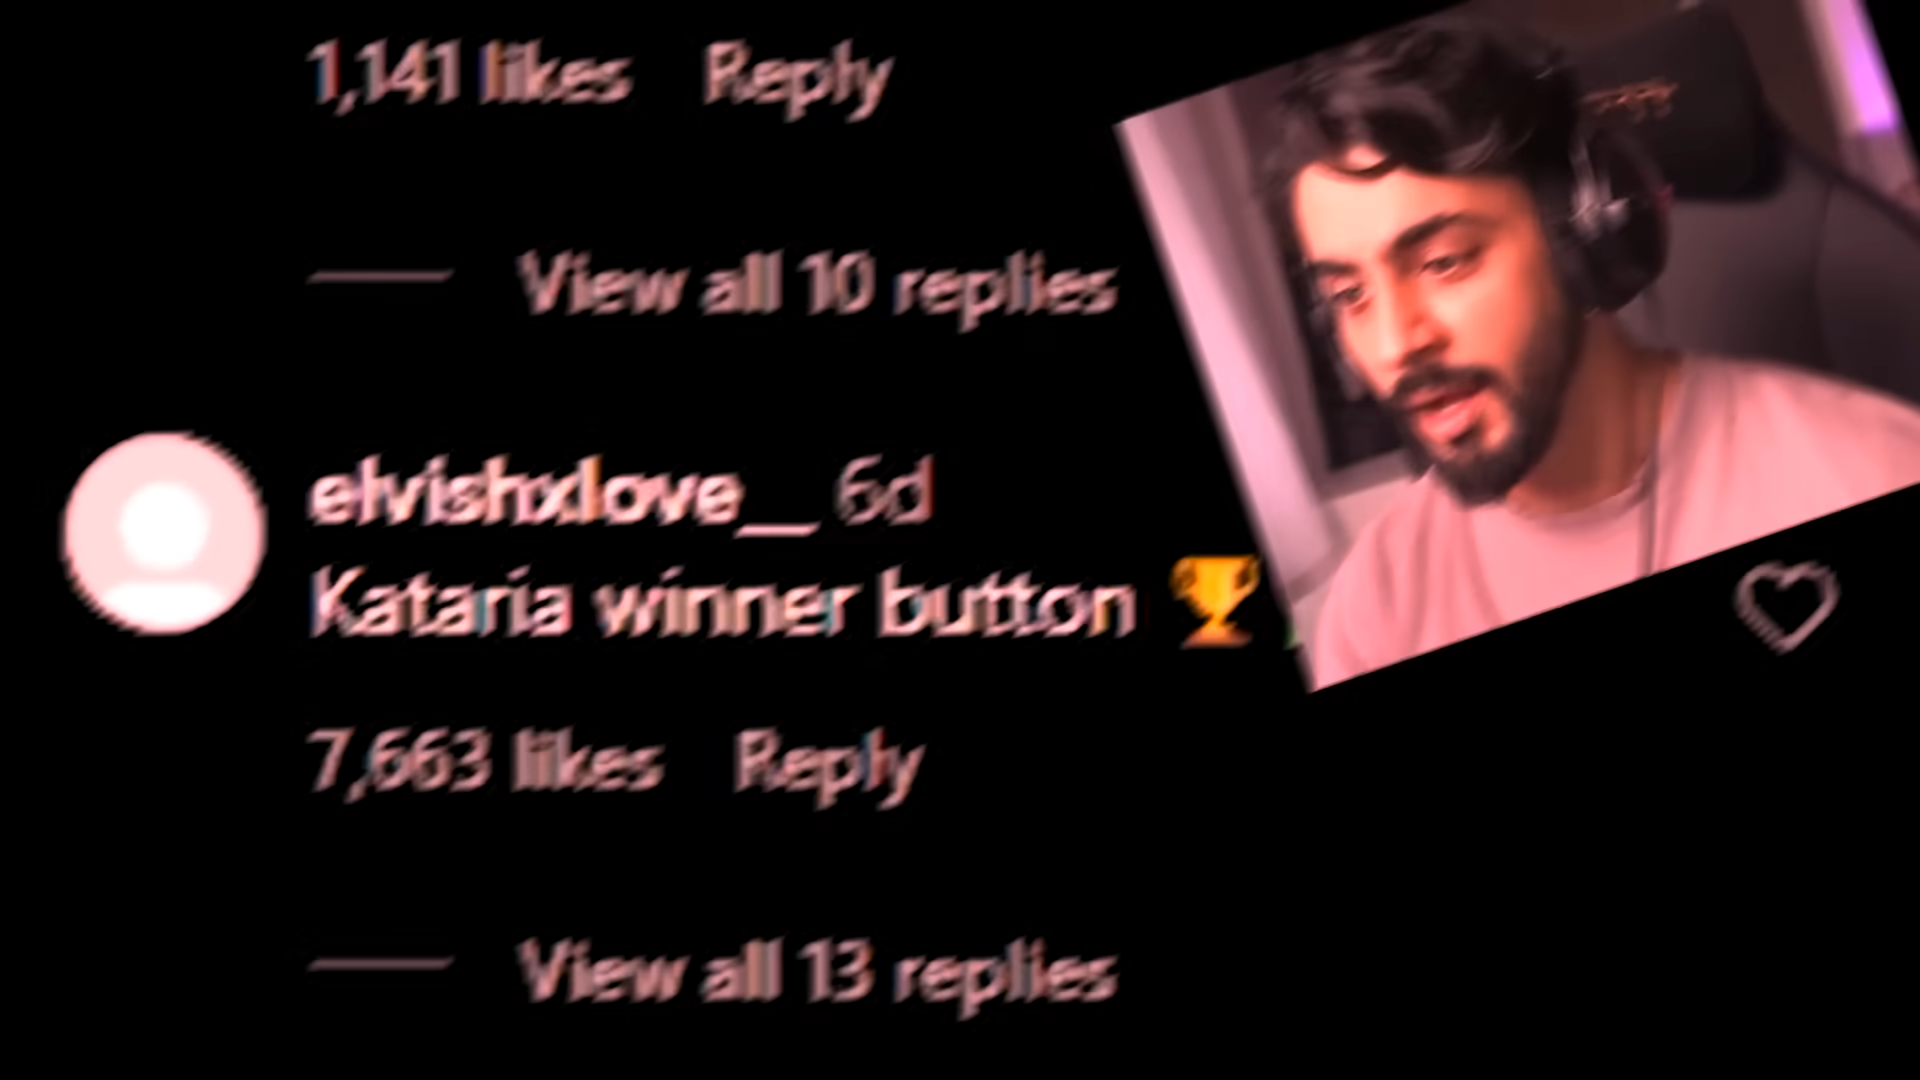 1,141 likes Reply
View all 10 replies
elvishxlove__ 6d
Kataria winner button 🏆
7,663 likes Reply
View all 13 replies